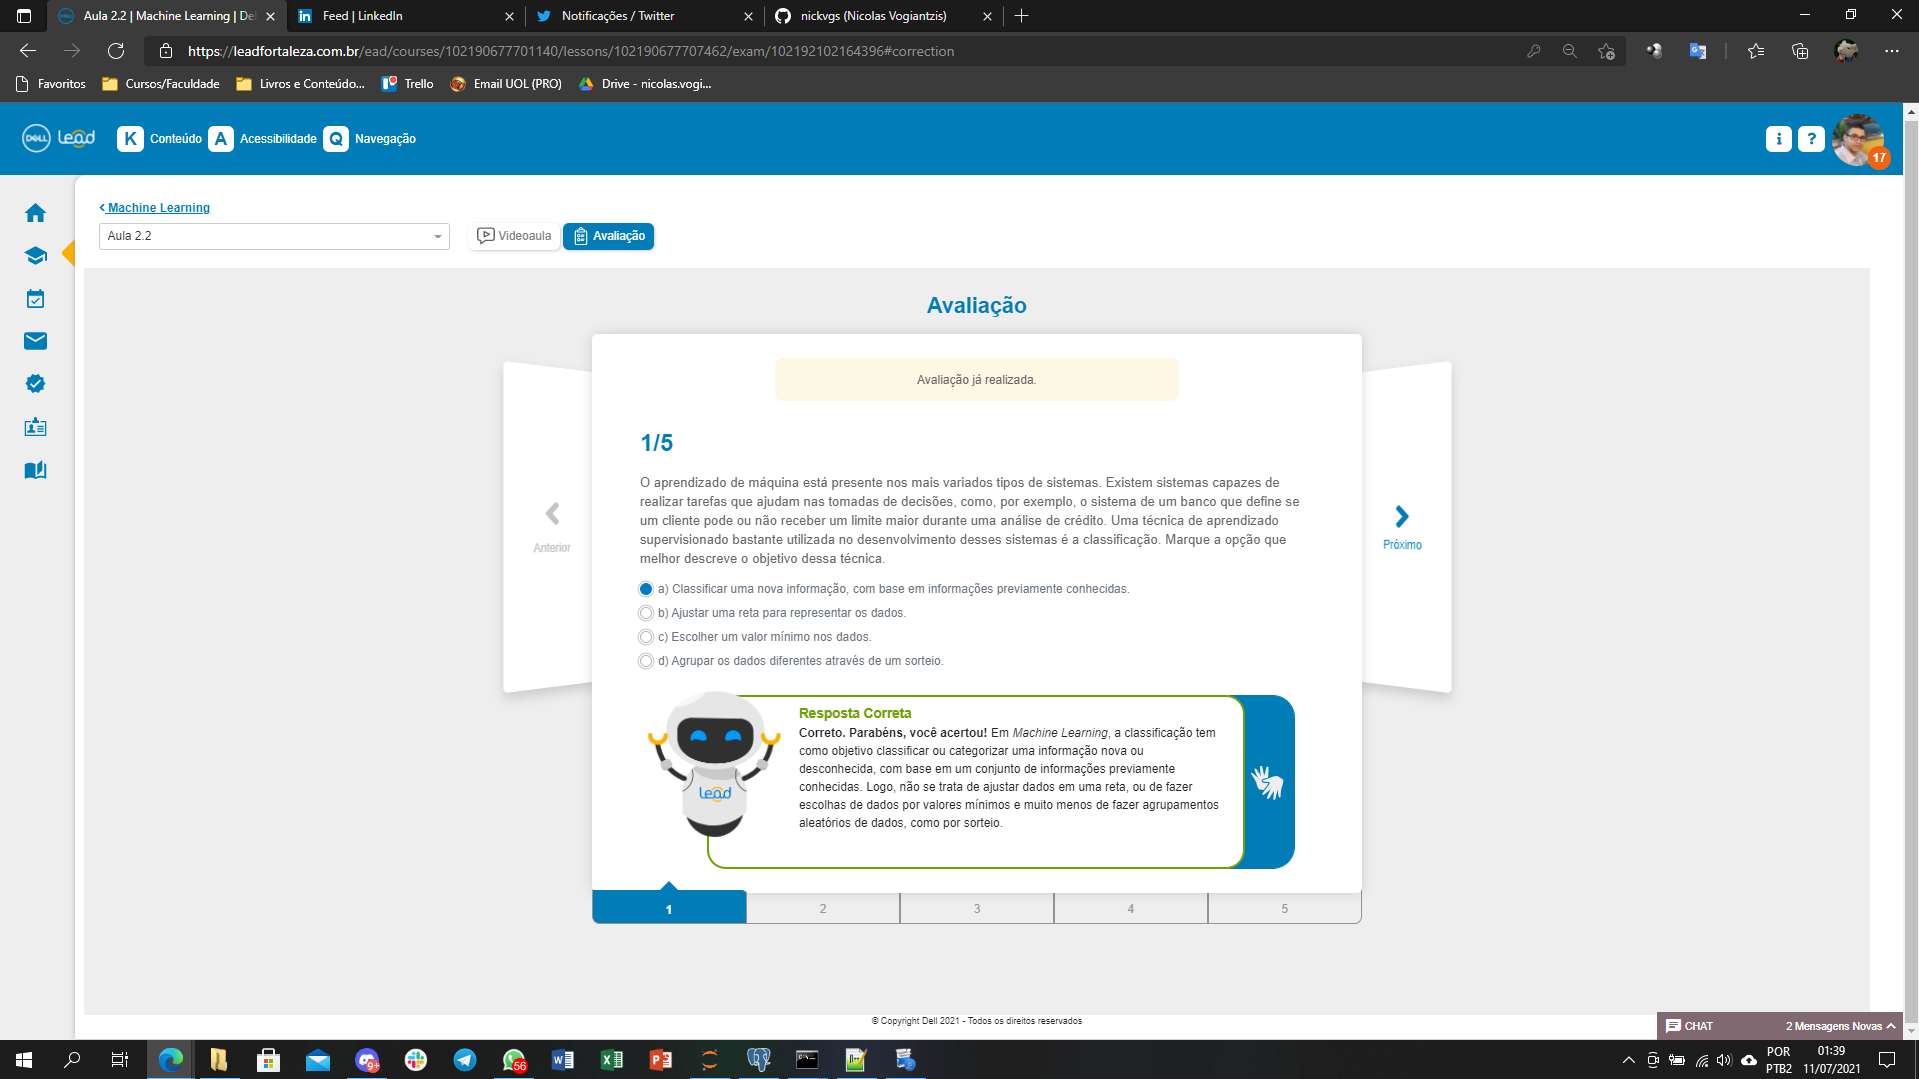 Aula 2.2 | Machine Learning | De
Feed | LinkedIn
Notificações / Twitter
nickvgs (Nicolas Vogiantzis)
https://leadfortaleza.com.br/ead/courses/102190677701140/lessons/102190677707462/exam/102192102164396#correction
Favoritos
Cursos/Faculdade
Livros e Conteúdo...
Trello
Email UOL (PRO)
Drive - nicolas.vogi...
DELL Lead
K Conteúdo
A Acessibilidade
Q Navegação
i
?
17
Machine Learning
Aula 2.2
Videoaula
Avaliação
Avaliação
Avaliação já realizada.
1/5
O aprendizado de máquina está presente nos mais variados tipos de sistemas. Existem sistemas capazes de
realizar tarefas que ajudam nas tomadas de decisões, como, por exemplo, o sistema de um banco que define se
um cliente pode ou não receber um limite maior durante uma análise de crédito. Uma técnica de aprendizado
supervisionado bastante utilizada no desenvolvimento desses sistemas é a classificação. Marque a opção que
melhor descreve o objetivo dessa técnica.
Anterior
Próximo
a) Classificar uma nova informação, com base em informações previamente conhecidas.
b) Ajustar uma reta para representar os dados.
c) Escolher um valor mínimo nos dados.
d) Agrupar os dados diferentes através de um sorteio.
Lead
Resposta Correta
Correto. Parabéns, você acertou! Em Machine Learning, a classificação tem
como objetivo classificar ou categorizar uma informação nova ou
desconhecida, com base em um conjunto de informações previamente
conhecidas. Logo, não se trata de ajustar dados em uma reta, ou de fazer
escolhas de dados por valores mínimos e muito menos de fazer agrupamentos
aleatórios de dados, como por sorteio.
1
2
3
4
5
© Copyright Dell 2021 - Todos os direitos reservados
CHAT
2 Mensagens Novas
9+
56
POR
PTB2
01:39
11/07/2021